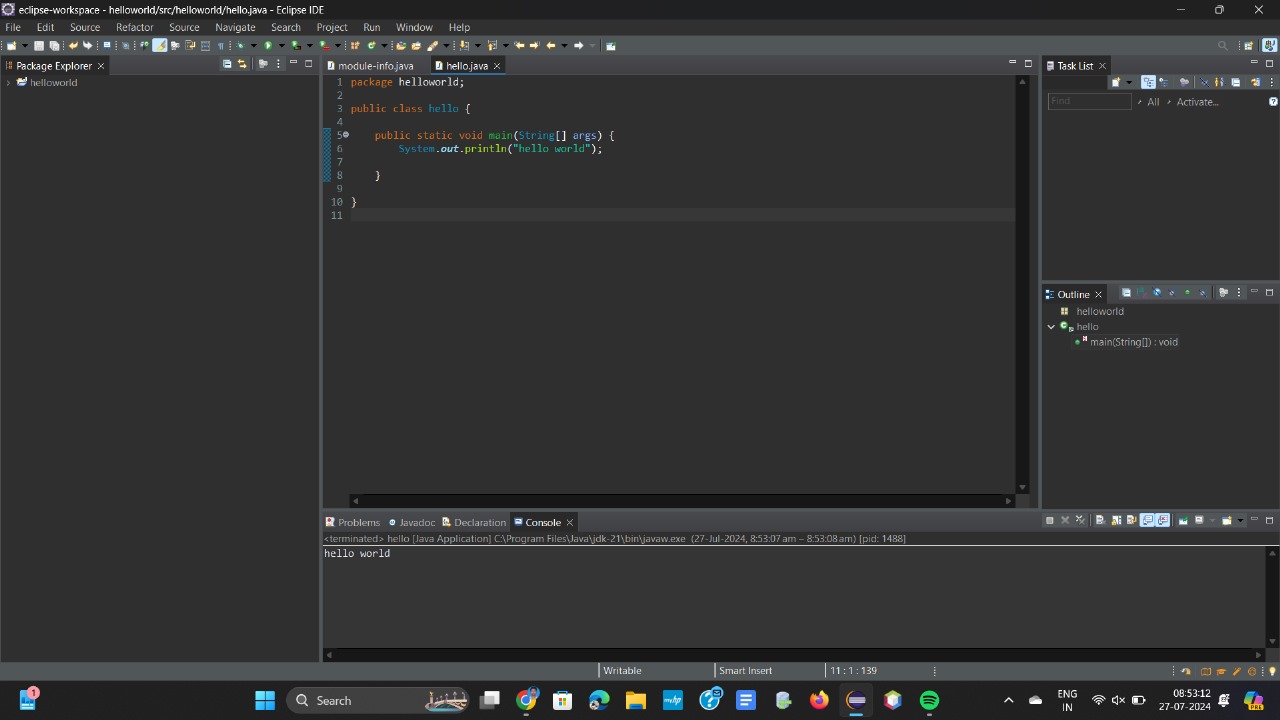 eclipse-workspace - helloworld/src/helloworld/hello.java - Eclipse IDE
File Edit Source Refactor Source Navigate Search Project Run Window Help
Package Explorer
helloworld
module-info.java
hello.java
1 package helloworld;
2
3 public class hello {
4
5 public static void main(String[] args) {
6 System.out.println("hello world");
7
8 }
9
10 }
11
Task List
Find
All
Activate...
Outline
helloworld
hello
main(String[]) : void
Problems Javadoc Declaration Console
<terminated> hello [Java Application] C:\Program Files\Java\jdk-21\bin\javaw.exe (27-Jul-2024, 8:53:07 am – 8:53:08 am) [pid: 1488]
hello world
Writable Smart Insert 11 : 1 : 139
1
Search
ENG
IN
08:53:12
27-07-2024
PRE